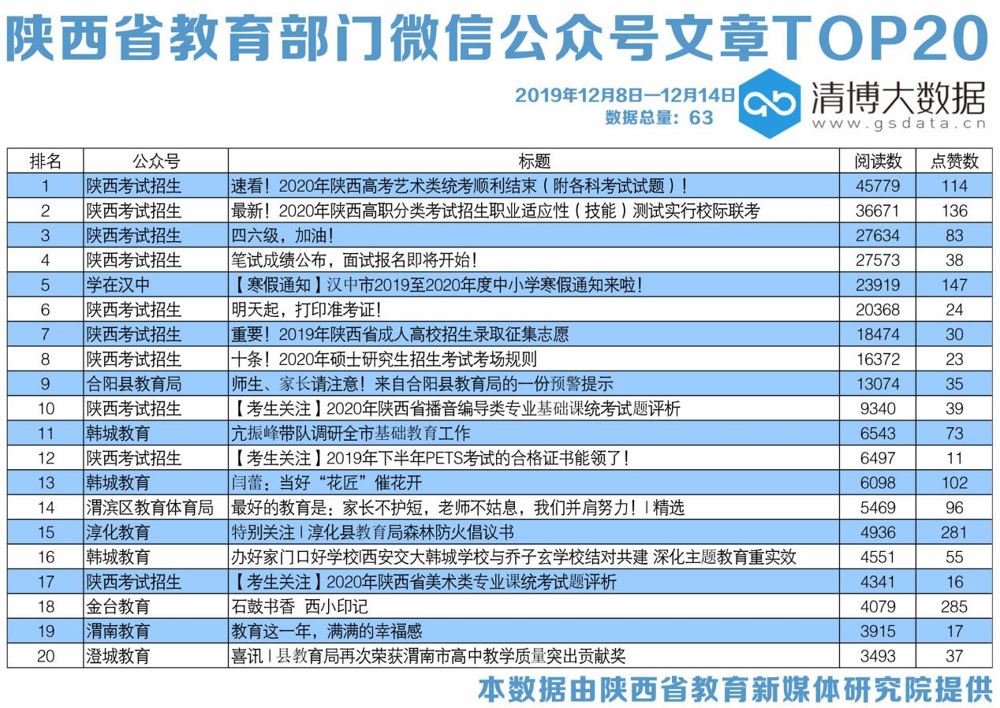 陕西省教育部门微信公众号文章TOP20
2019年12月8日—12月14日
数据总量：63
清博大数据
www.gsdata.cn
排名 公众号 标题 阅读数 点赞数
1 陕西考试招生 速看！2020年陕西高考艺术类统考顺利结束（附各科考试试题）！ 45779 114
2 陕西考试招生 最新！2020年陕西高职分类考试招生职业适应性（技能）测试实行校际联考 36671 136
3 陕西考试招生 四六级，加油！ 27634 83
4 陕西考试招生 笔试成绩公布，面试报名即将开始！ 27573 38
5 学在汉中 【寒假通知】汉中市2019至2020年度中小学寒假通知来啦！ 23919 147
6 陕西考试招生 明天起，打印准考证！ 20368 24
7 陕西考试招生 重要！2019年陕西省成人高校招生录取征集志愿 18474 30
8 陕西考试招生 十条！2020年硕士研究生招生考试考场规则 16372 23
9 合阳县教育局 师生、家长请注意！来自合阳县教育局的一份预警提示 13074 35
10 陕西考试招生 【考生关注】2020年陕西省播音编导类专业基础课统考试题评析 9340 39
11 韩城教育 亢振峰带队调研全市基础教育工作 6543 73
12 陕西考试招生 【考生关注】2019年下半年PETS考试的合格证书能领了！ 6497 11
13 韩城教育 闫蕾：当好“花匠”催花开 6098 102
14 渭滨区教育体育局 最好的教育是：家长不护短，老师不姑息，我们并肩努力！|精选 5469 96
15 淳化教育 特别关注|淳化县教育局森林防火倡议书 4936 281
16 韩城教育 办好家门口好学校|西安交大韩城学校与乔子玄学校结对共建 深化主题教育重实效 4551 55
17 陕西考试招生 【考生关注】2020年陕西省美术类专业课统考试题评析 4341 16
18 金台教育 石鼓书香 西小印记 4079 285
19 渭南教育 教育这一年，满满的幸福感 3915 17
20 澄城教育 喜讯|县教育局再次荣获渭南市高中教学质量突出贡献奖 3493 37
本数据由陕西省教育新媒体研究院提供